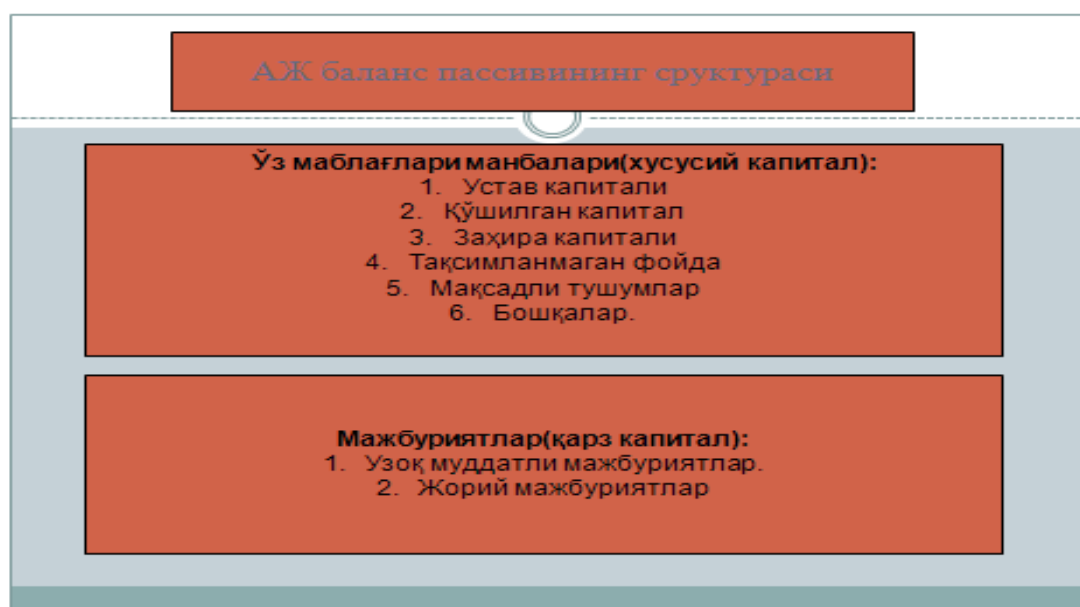 АЖ баланс пассивининг сруктураси
Ўз маблағлари манбалари(хусусий капитал):
1. Устав капитали
2. Қўшилган капитал
3. Заҳира капитали
4. Тақсимланмаган фойда
5. Мақсадли тушумлар
6. Бошқалар.
Мажбуриятлар(қарз капитал):
1. Узоқ муддатли мажбуриятлар.
2. Жорий мажбуриятлар